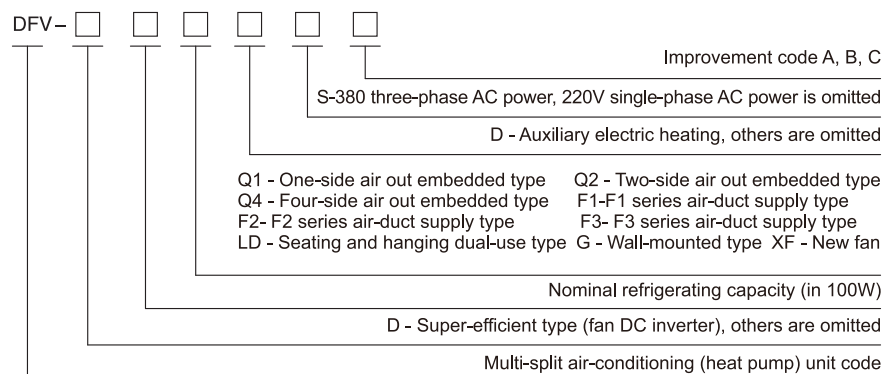 DFV-
Improvement code A, B, C
S-380 three-phase AC power, 220V single-phase AC power is omitted
D - Auxiliary electric heating, others are omitted
Q1 - One-side air out embedded type Q2 - Two-side air out embedded type
Q4 - Four-side air out embedded type F1-F1 series air-duct supply type
F2- F2 series air-duct supply type F3- F3 series air-duct supply type
LD - Seating and hanging dual-use type G - Wall-mounted type XF - New fan
Nominal refrigerating capacity (in 100W)
D - Super-efficient type (fan DC inverter), others are omitted
Multi-split air-conditioning (heat pump) unit code